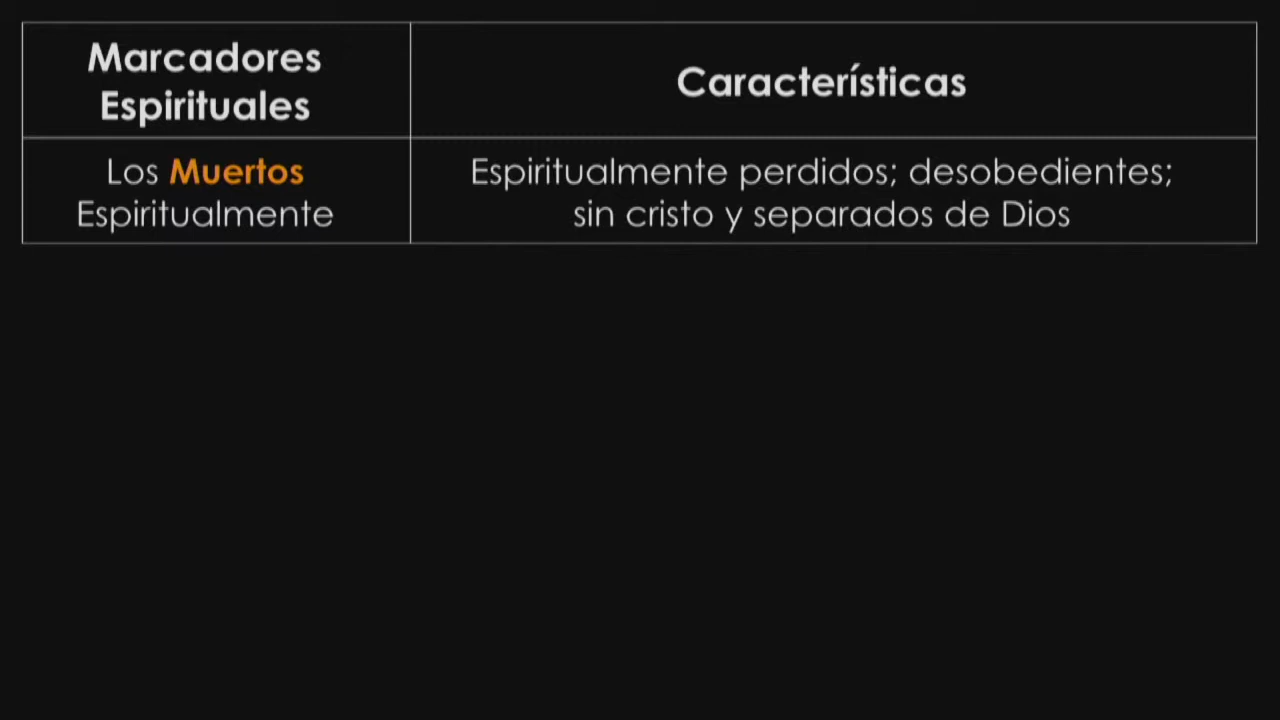 Marcadores
Espirituales
Características
Los Muertos
Espiritualmente
Espiritualmente perdidos; desobedientes;
sin cristo y separados de Dios